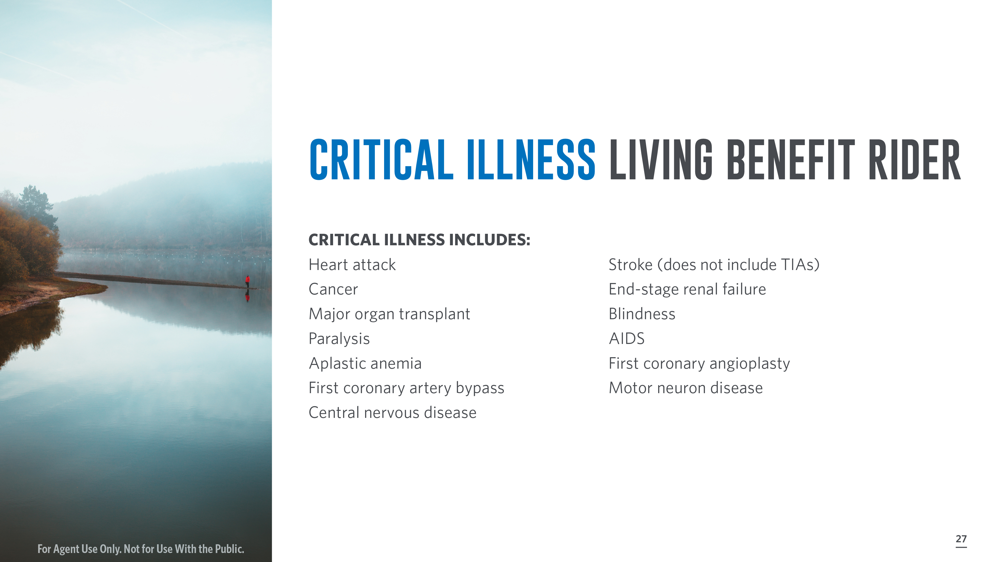 CRITICAL ILLNESS LIVING BENEFIT RIDER
CRITICAL ILLNESS INCLUDES:
Heart attack
Cancer
Major organ transplant
Paralysis
Aplastic anemia
First coronary artery bypass
Central nervous disease
Stroke (does not include TIAs)
End-stage renal failure
Blindness
AIDS
First coronary angioplasty
Motor neuron disease
For Agent Use Only. Not for Use With the Public.
27